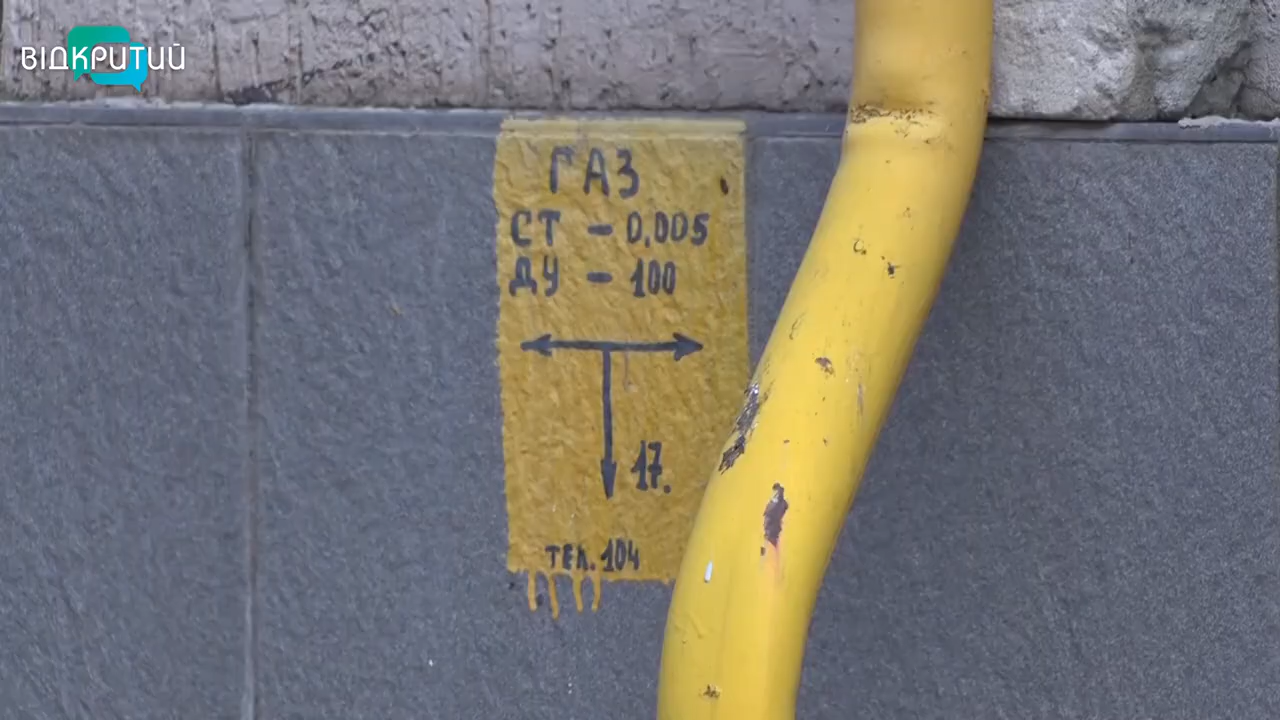 ВІДКРИТИЙ
ГАЗ
СТ - 0,005
ДУ - 100
17.
ТЕЛ. 104